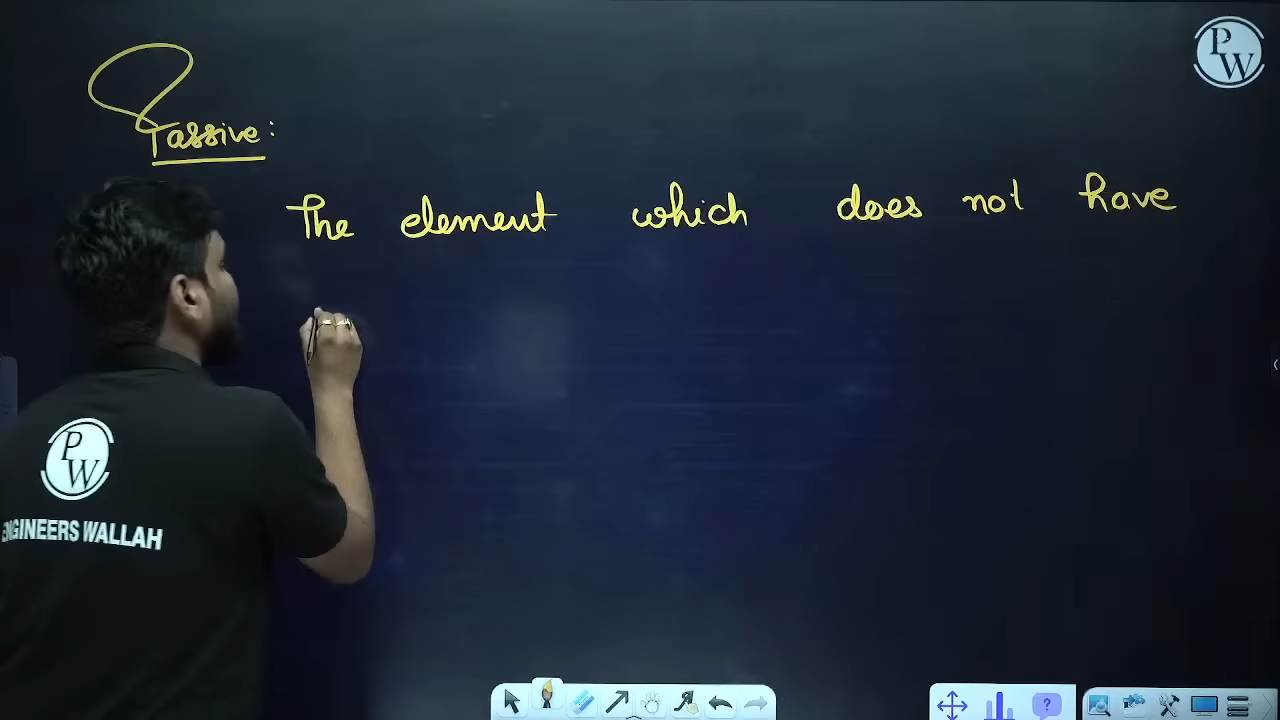 PW
Passive:
The element which does not have
PW
ENGINEERS WALLAH
?